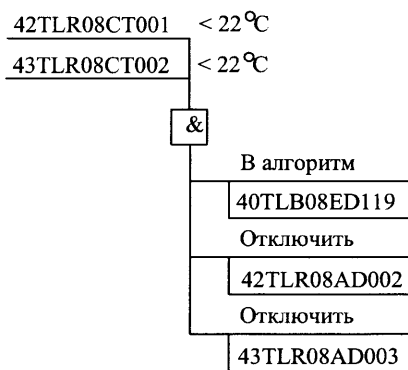 42TLR08CT001 < 22°C
43TLR08CT002 < 22°C
&
В алгоритм
40TLB08ED119
Отключить
42TLR08AD002
Отключить
43TLR08AD003